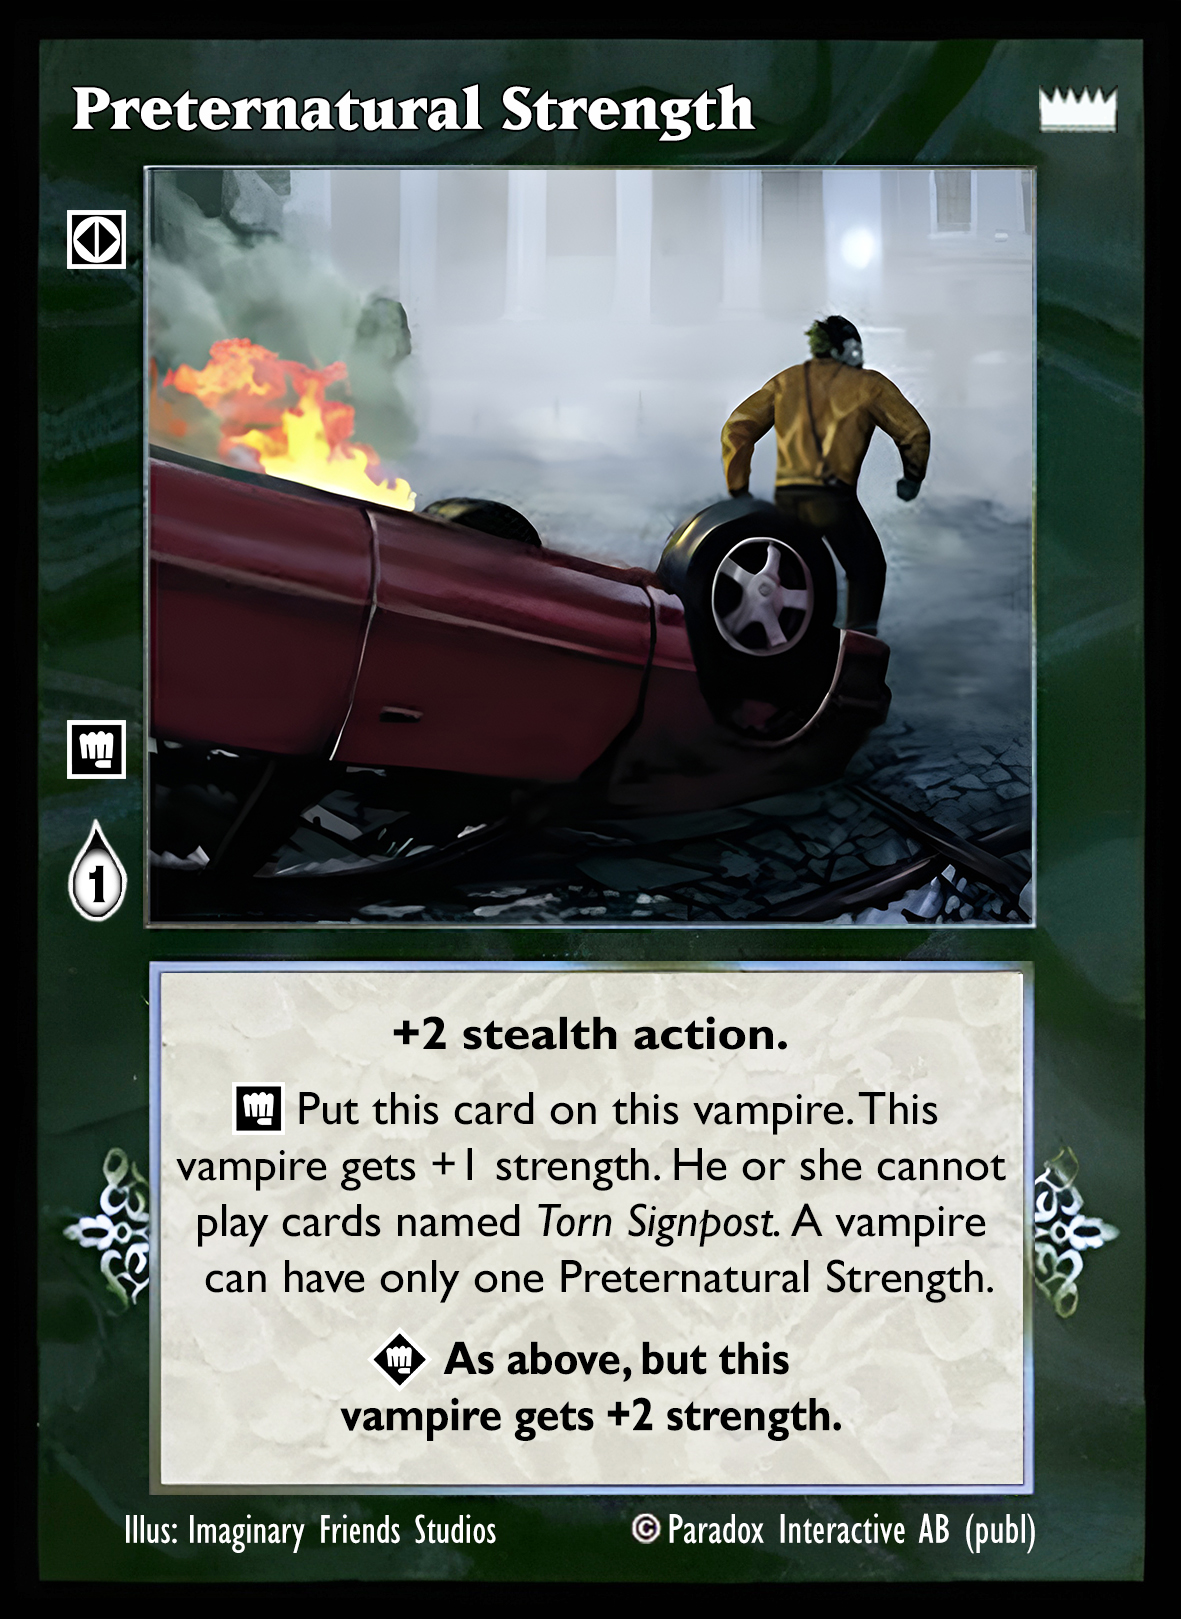 Preternatural Strength
1
+2 stealth action.
Put this card on this vampire. This
vampire gets +1 strength. He or she cannot
play cards named Torn Signpost. A vampire
can have only one Preternatural Strength.
As above, but this
vampire gets +2 strength.
Illus: Imaginary Friends Studios © Paradox Interactive AB (publ)